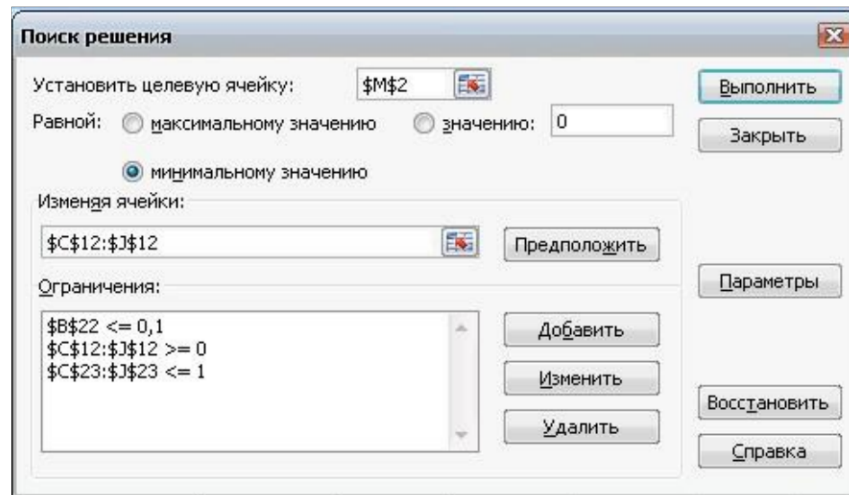 Поиск решения
Установить целевую ячейку: $M$2
Выполнить
Равной: максимальному значению значению: 0
Закрыть
минимальному значению
Изменяя ячейки:
$C$12:$J$12
Предположить
Параметры
Ограничения:
$B$22 <= 0,1
$C$12:$J$12 >= 0
$C$23:$J$23 <= 1
Добавить
Изменить
Удалить
Восстановить
Справка